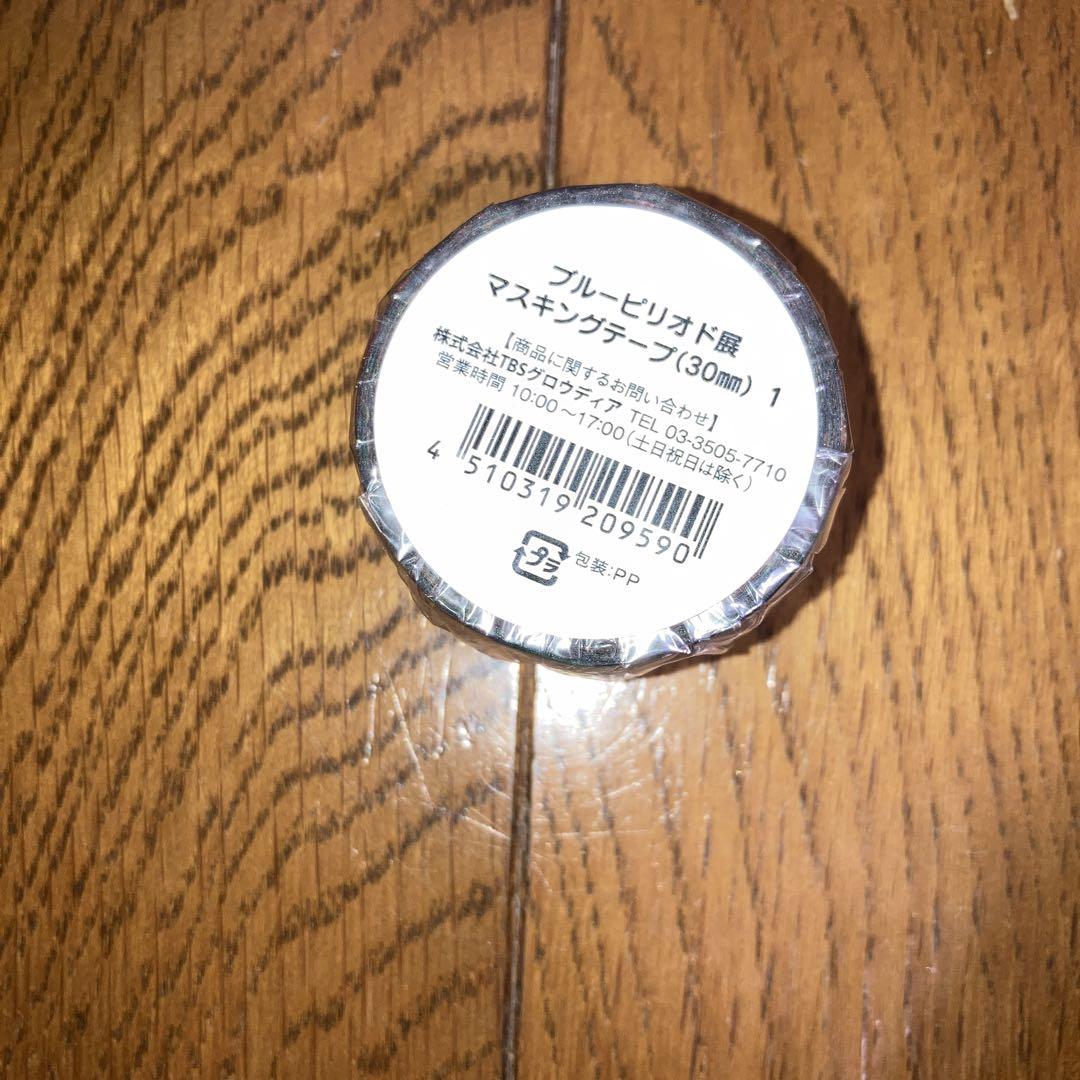 ブルーピリオド展
マスキングテープ(30㎜) 1
【商品に関するお問い合わせ】
株式会社TBSグロウディア TEL 03-3505-7710
営業時間 10:00～17:00(土日祝日は除く)
4 510319 209590
プラ 包装:PP